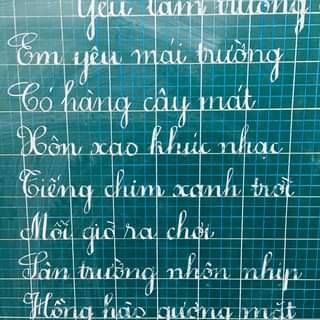 Yêu lắm trường
Em yêu mái trường
Có hàng cây mát
Xôn xao khúc nhạc
Tiếng chim xanh trời
Mỗi giờ ra chơi
Sân trường nhộn nhịp
Hồng hào gương mặt